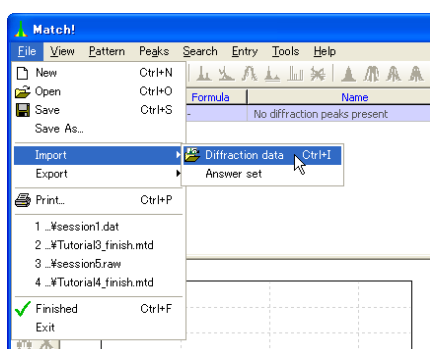 Match!
File View Pattern Peaks Search Entry Tools Help
New Ctrl+N
Open Ctrl+O
Formula Name
Save Ctrl+S
- No diffraction peaks present
Save As...
Import
Diffraction data Ctrl+I
Export
Answer set
Print... Ctrl+P
1 ...¥session1.dat
2 ...¥Tutorial3_finish.mtd
3 ...¥session5.raw
4 ...¥Tutorial4_finish.mtd
Finished Ctrl+F
Exit